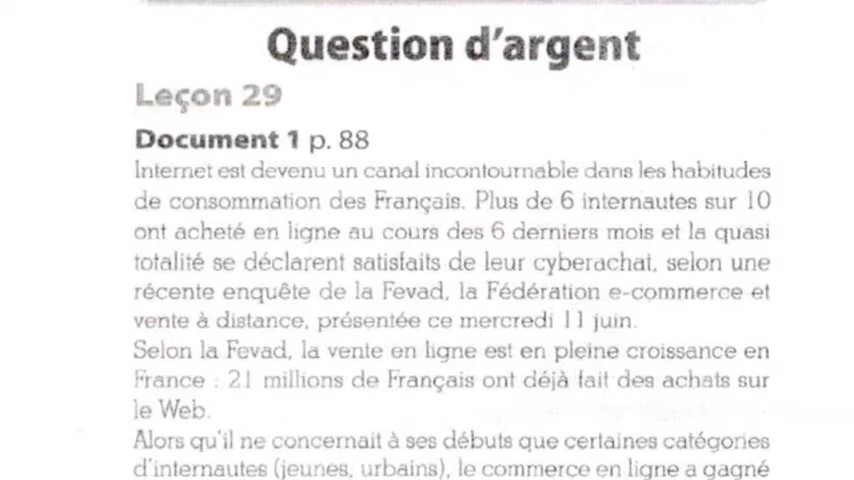 Question d'argent
Leçon 29
Document 1 p. 88
Internet est devenu un canal incontournable dans les habitudes
de consommation des Français. Plus de 6 internautes sur 10
ont acheté en ligne au cours des 6 derniers mois et la quasi
totalité se déclarent satisfaits de leur cyberachat, selon une
récente enquête de la Fevad, la Fédération e-commerce et
vente à distance, présentée ce mercredi 11 juin.
Selon la Fevad, la vente en ligne est en pleine croissance en
France : 21 millions de Français ont déjà fait des achats sur
le Web.
Alors qu'il ne concernait à ses débuts que certaines catégories
d'internautes (jeunes, urbains), le commerce en ligne a gagné